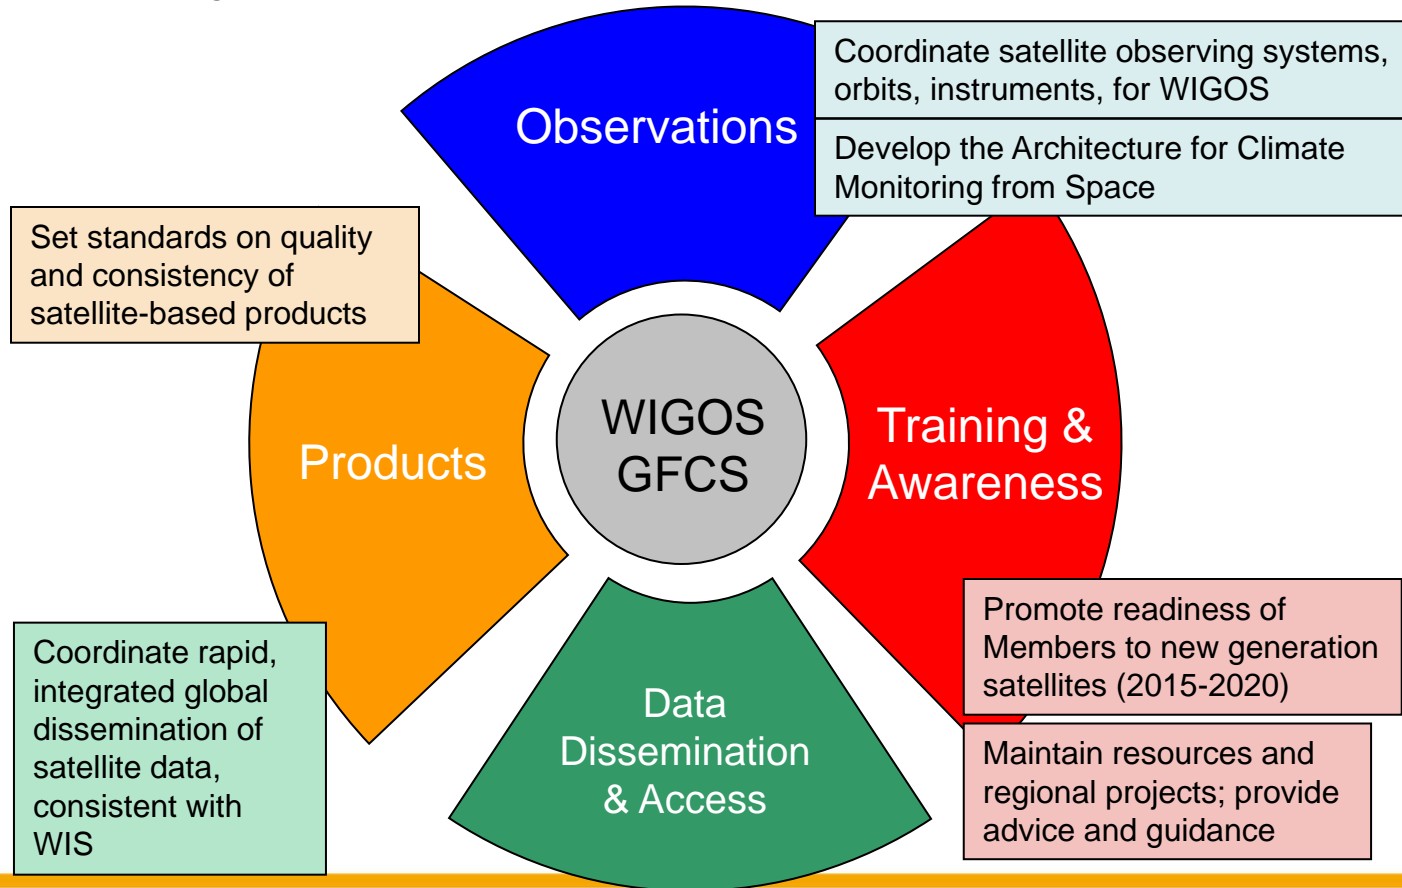 Observations
Coordinate satellite observing systems,
orbits, instruments, for WIGOS
Develop the Architecture for Climate
Monitoring from Space
Set standards on quality
and consistency of
satellite-based products
WIGOS
GFCS
Training &
Awareness
Products
Promote readiness of
Members to new generation
satellites (2015-2020)
Maintain resources and
regional projects; provide
advice and guidance
Data
Dissemination
& Access
Coordinate rapid,
integrated global
dissemination of
satellite data,
consistent with
WIS